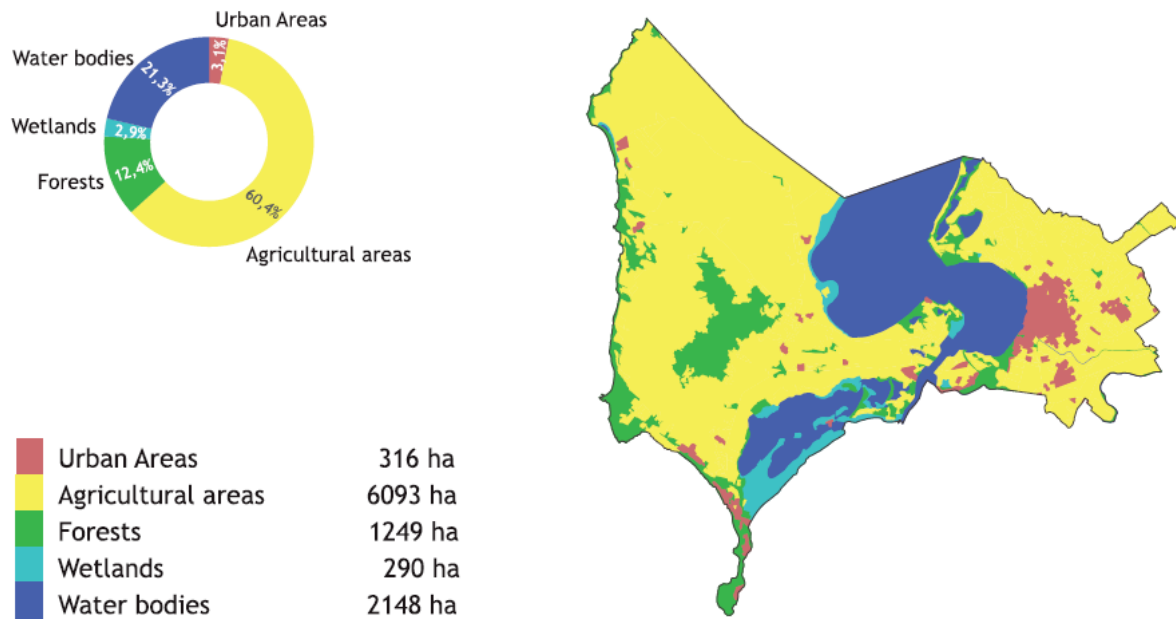 Urban Areas
3,1%
Water bodies
21,3%
Wetlands
2,9%
Forests
12,4%
60,4%
Agricultural areas
Urban Areas 316 ha
Agricultural areas 6093 ha
Forests 1249 ha
Wetlands 290 ha
Water bodies 2148 ha